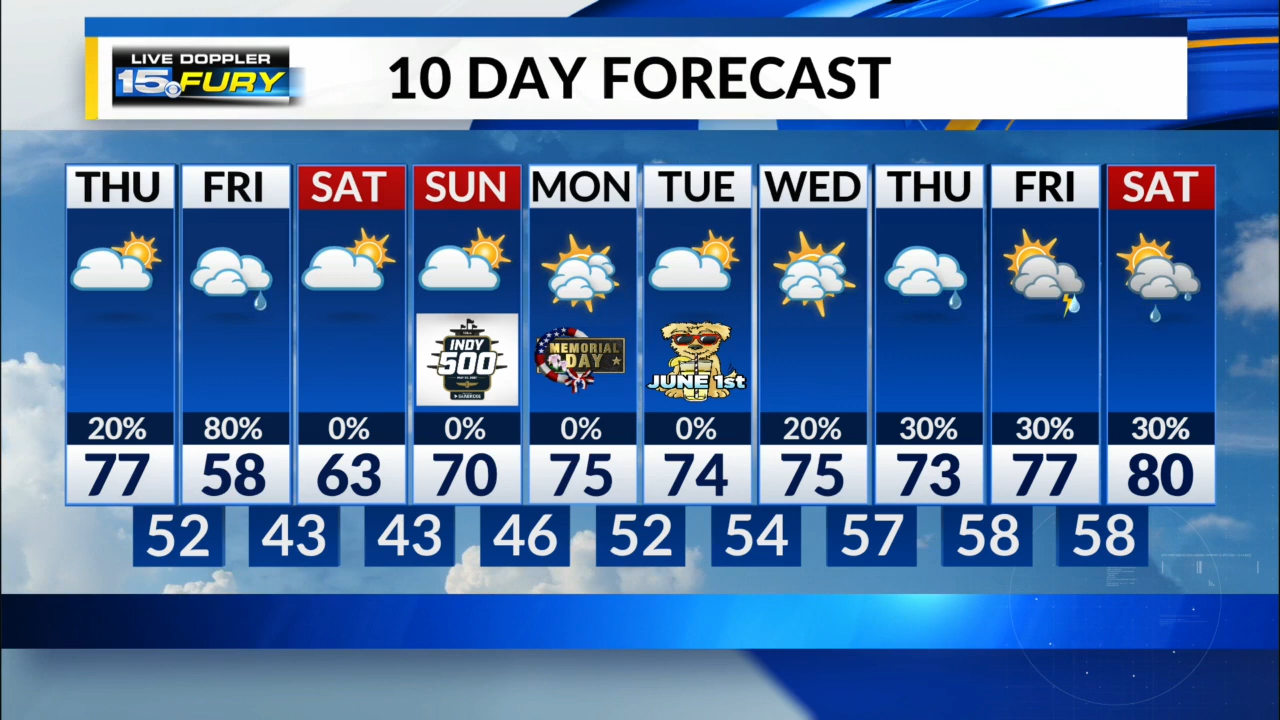 LIVE DOPPLER
15 FURY
10 DAY FORECAST
THU FRI SAT SUN MON TUE WED THU FRI SAT
INDY
500
MEMORIAL
DAY
JUNE 1st
20% 80% 0% 0% 0% 0% 20% 30% 30% 30%
77 58 63 70 75 74 75 73 77 80
52 43 43 46 52 54 57 58 58